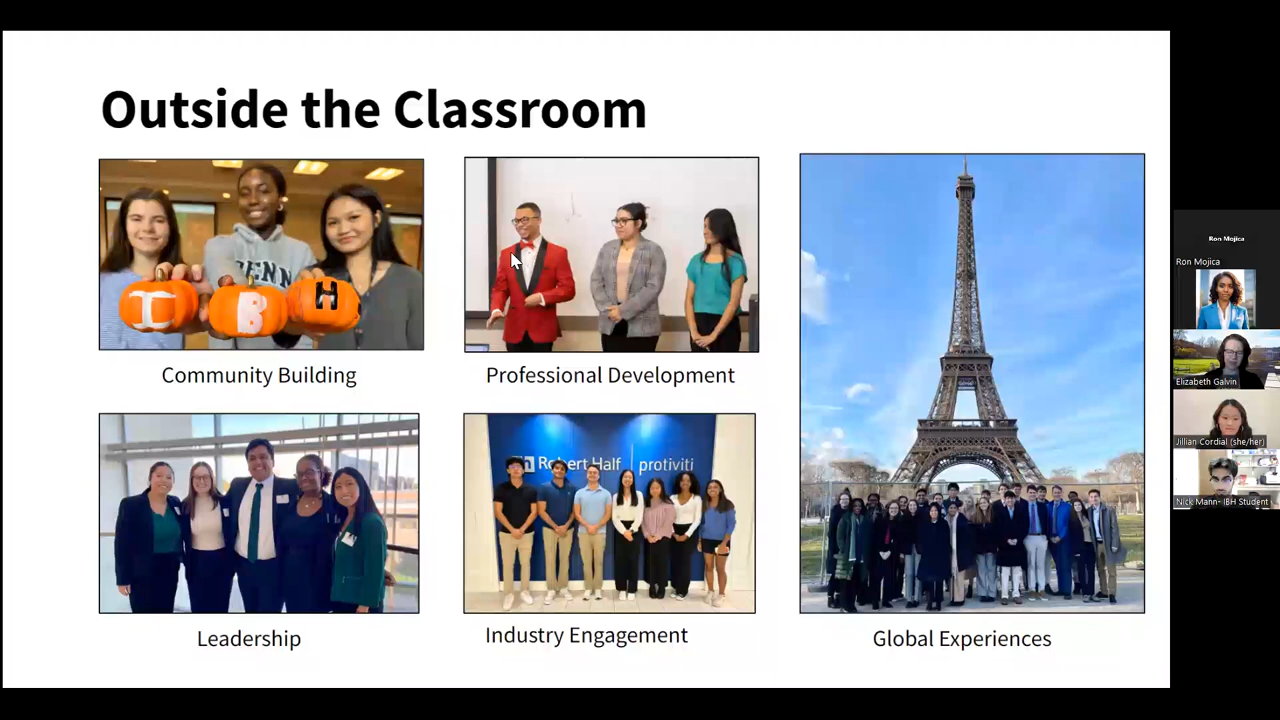 Outside the Classroom
PENN
I B H
Community Building
Professional Development
Robert Half | protiviti
Leadership
Industry Engagement
Global Experiences
Ron Mojica
Ron Mojica
Elizabeth Galvin
Jillian Cordial (she/her)
Nick Mann- IBH Student